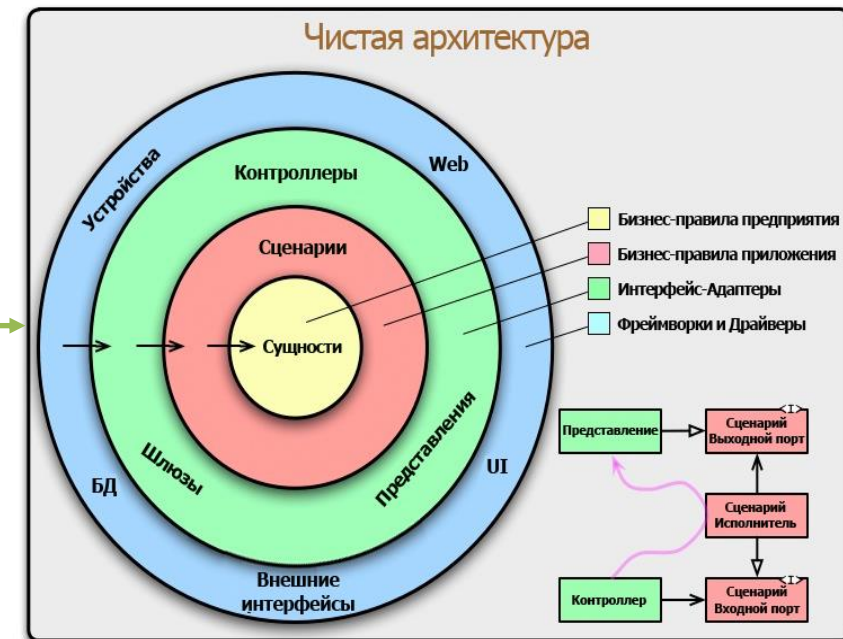 Чистая архитектура
Устройства
Web
Контроллеры
Сценарии
Сущности
Шлюзы
Представления
БД
UI
Внешние
интерфейсы
Бизнес-правила предприятия
Бизнес-правила приложения
Интерфейс-Адаптеры
Фреймворки и Драйверы
Представление
<I>
Сценарий
Выходной порт
Сценарий
Исполнитель
Контроллер
<I>
Сценарий
Входной порт